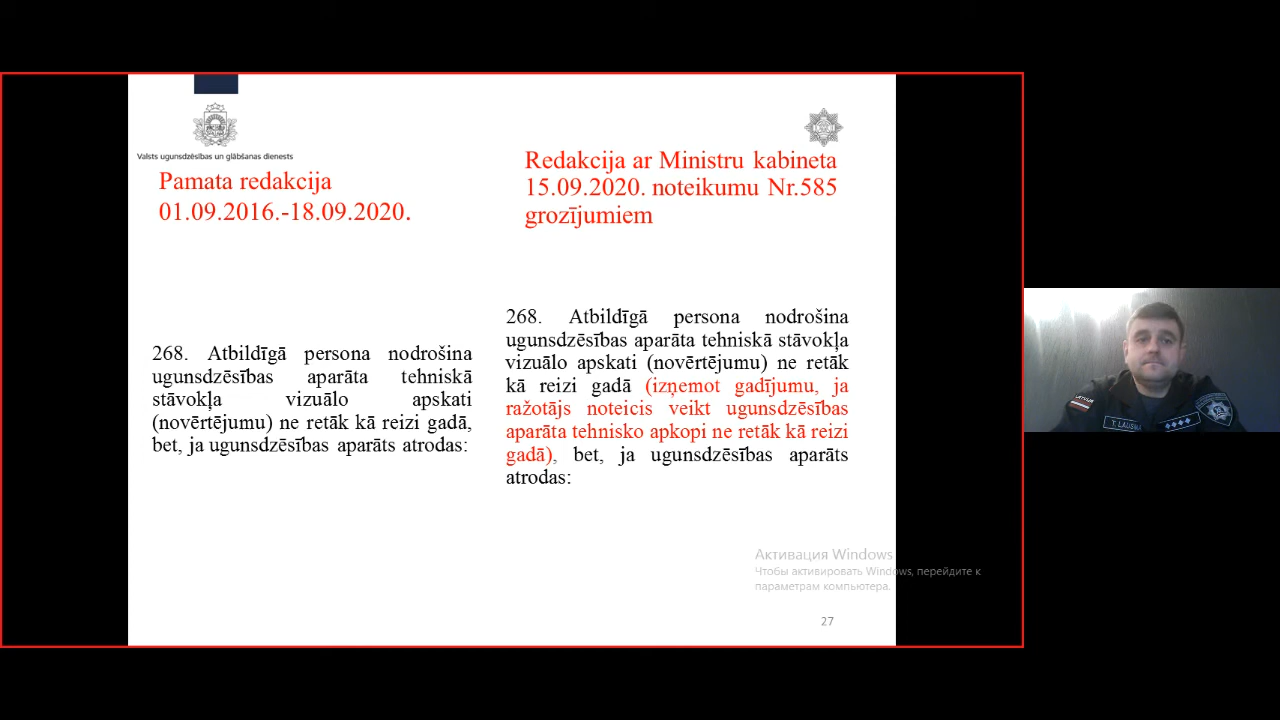 Valsts ugunsdzēsības un glābšanas dienests
Pamata redakcija
01.09.2016.-18.09.2020.
268. Atbildīgā persona nodrošina
ugunsdzēsības aparāta tehniskā
stāvokļa vizuālo apskati
(novērtējumu) ne retāk kā reizi gadā,
bet, ja ugunsdzēsības aparāts atrodas:
Redakcija ar Ministru kabineta
15.09.2020. noteikumu Nr.585
grozījumiem
268. Atbildīgā persona nodrošina
ugunsdzēsības aparāta tehniskā stāvokļa
vizuālo apskati (novērtējumu) ne retāk
kā reizi gadā (izņemot gadījumu, ja
ražotājs noteicis veikt ugunsdzēsības
aparāta tehnisko apkopi ne retāk kā reizi
gadā), bet, ja ugunsdzēsības aparāts
atrodas:
Активация Windows
Чтобы активировать Windows, перейдите к
параметрам компьютера.
27
LATVIJA